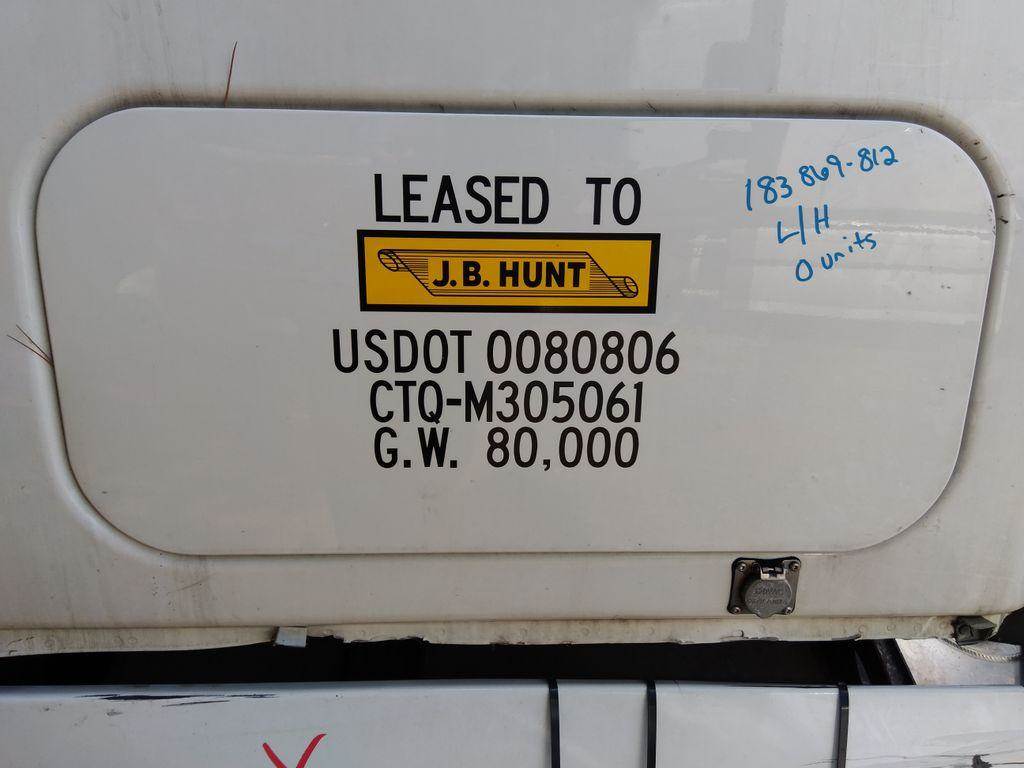 LEASED TO
J.B. HUNT
USDOT 0080806
CTQ-M305061
G.W. 80,000
183 869-812
L/H
0 units